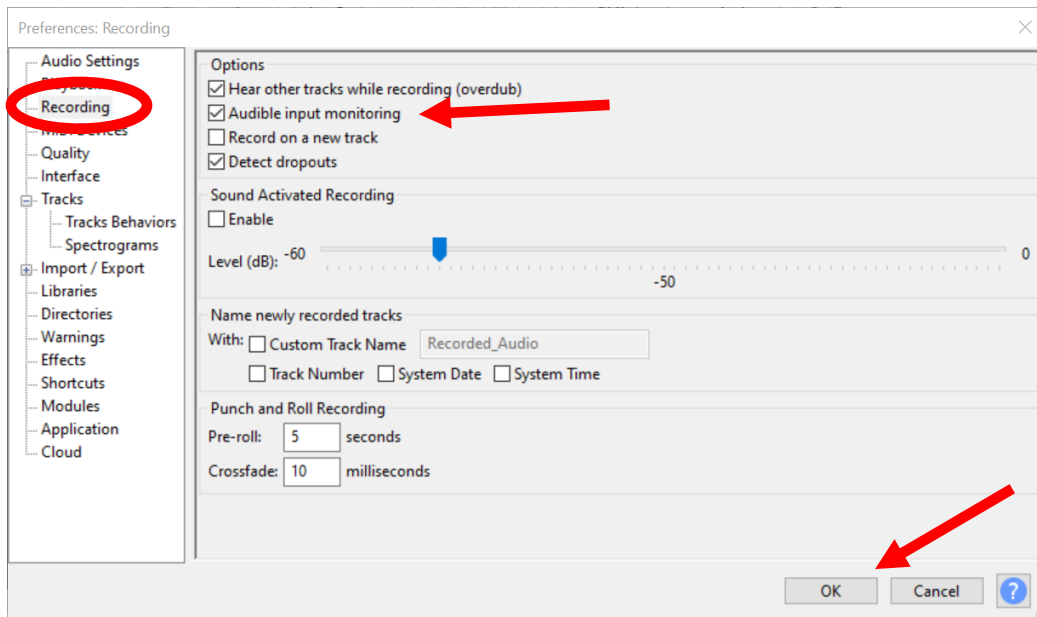 Preferences: Recording
Audio Settings
Recording
Quality
Interface
Tracks
Tracks Behaviors
Spectrograms
Import / Export
Libraries
Directories
Warnings
Effects
Shortcuts
Modules
Application
Cloud
Options
Hear other tracks while recording (overdub)
Audible input monitoring
Record on a new track
Detect dropouts
Sound Activated Recording
Enable
Level (dB): -60 0
-50
Name newly recorded tracks
With: Custom Track Name Recorded_Audio
Track Number System Date System Time
Punch and Roll Recording
Pre-roll: 5 seconds
Crossfade: 10 milliseconds
OK Cancel ?